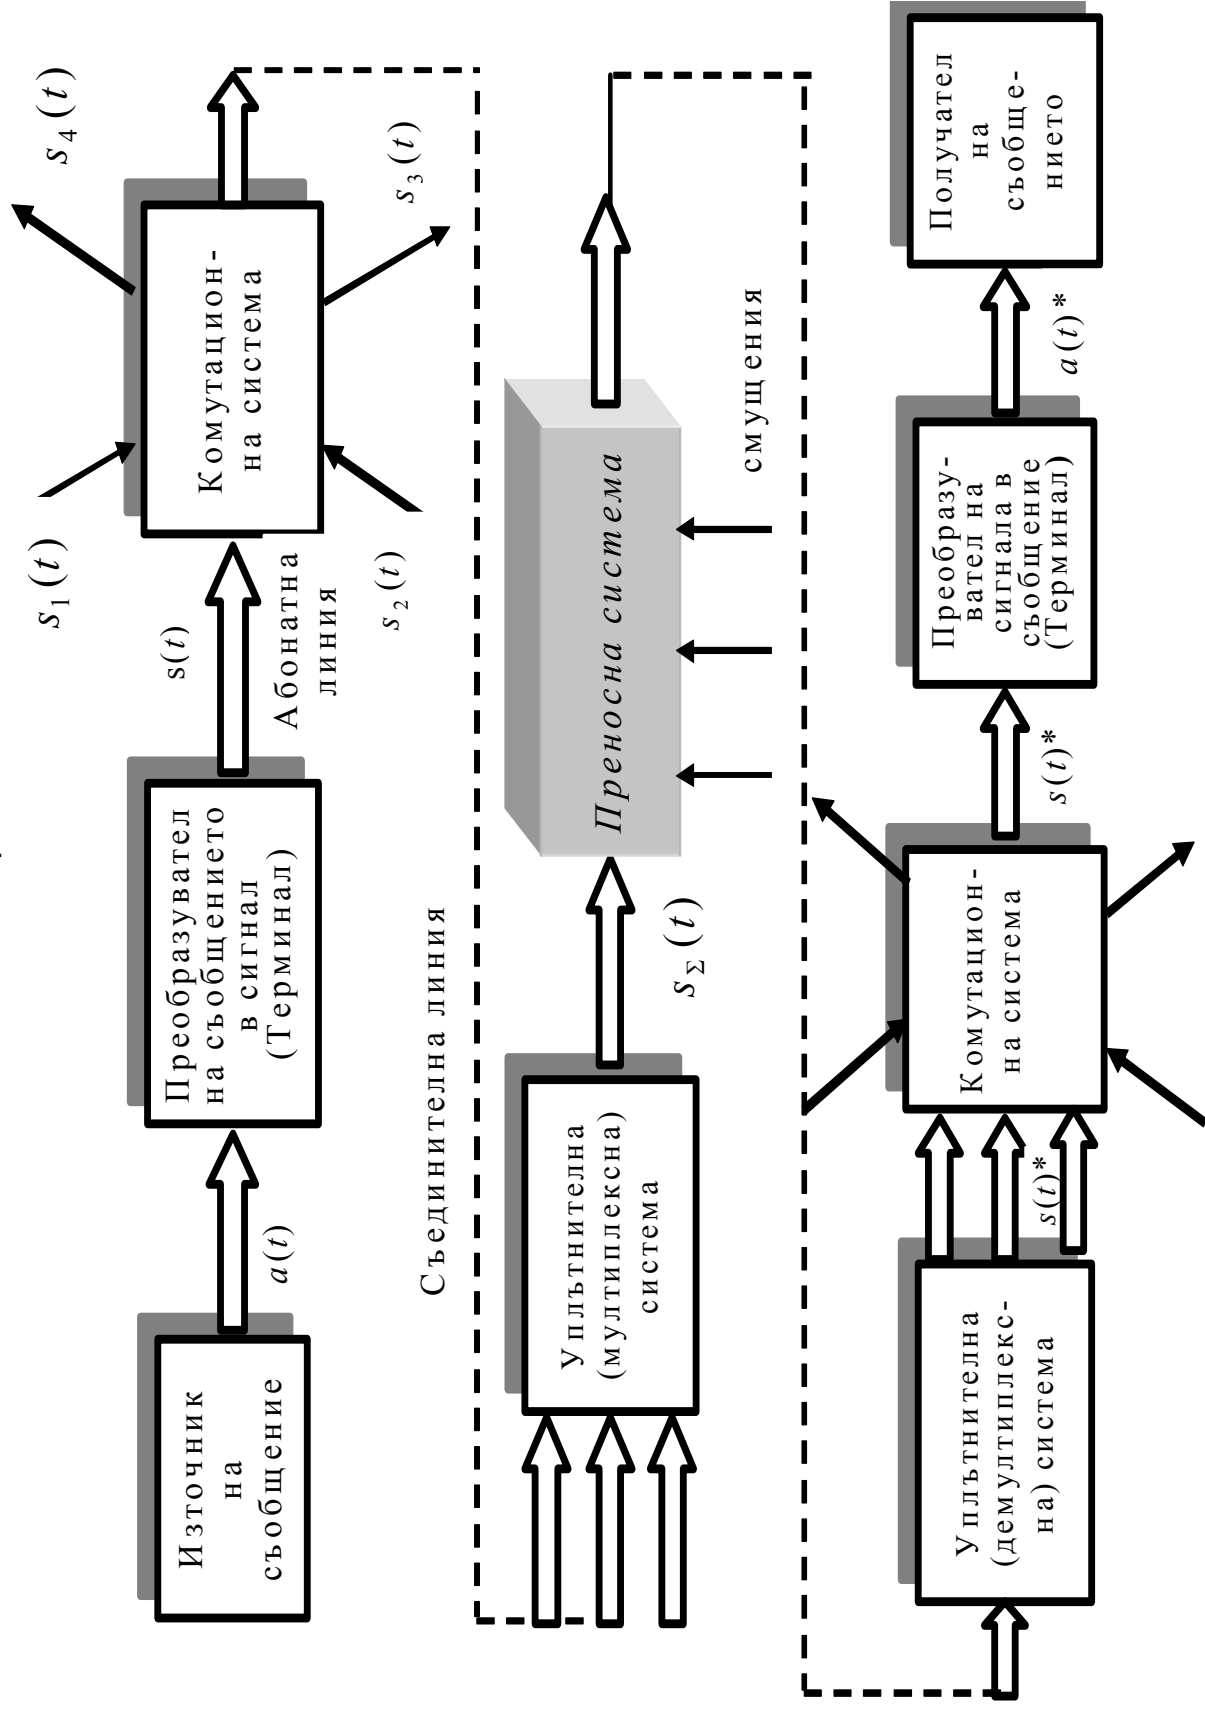 Източник
на
съобщение
a(t)
Преобразувател
на съобщението
в сигнал
(Терминал)
s(t)
Абонатна
линия
s₁(t)
s₂(t)
Комутацион-
на система
s₄(t)
s₃(t)
Съединителна линия
Уплътнителна
(мултиплексна)
система
s_Σ(t)
Преносна система
смущения
Уплътнителна
(демултиплекс-
на) система
s(t)*
Комутацион-
на система
s(t)*
Преобразу-
вател на
сигнала в
съобщение
(Терминал)
a(t)*
Получател
на
съобще-
нието